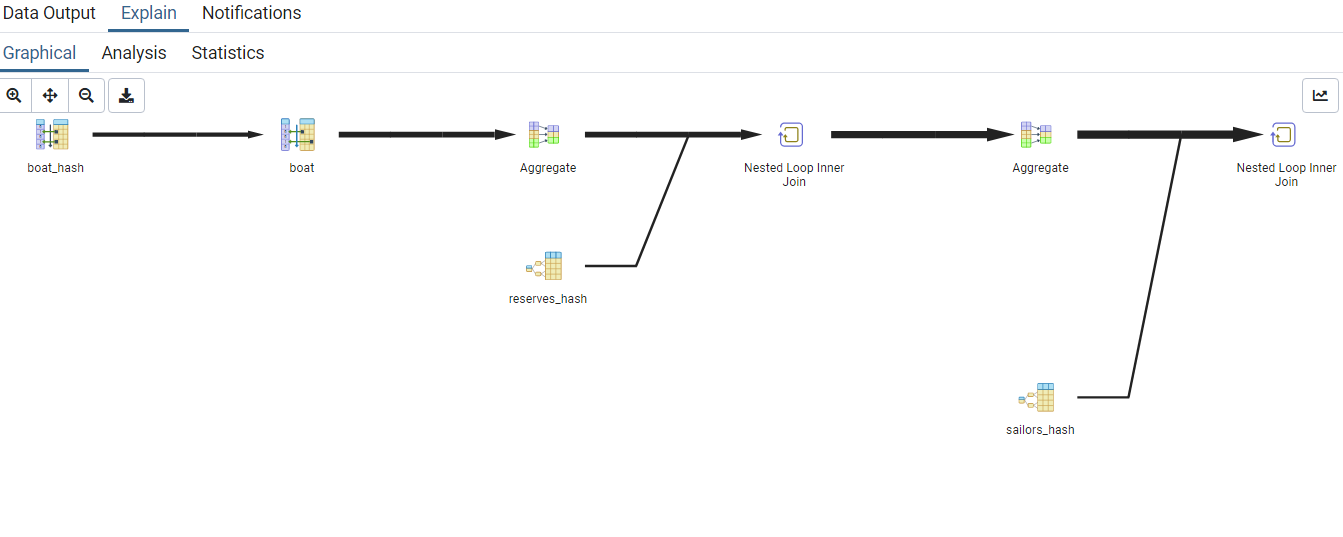 Data Output Explain Notifications
Graphical Analysis Statistics
boat_hash boat Aggregate Nested Loop Inner Join Aggregate Nested Loop Inner Join
reserves_hash
sailors_hash